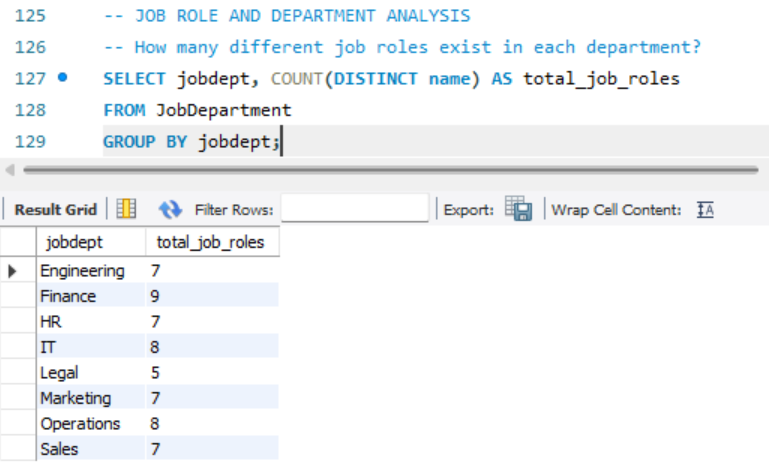 125 -- JOB ROLE AND DEPARTMENT ANALYSIS
126 -- How many different job roles exist in each department?
127 SELECT jobdept, COUNT(DISTINCT name) AS total_job_roles
128 FROM JobDepartment
129 GROUP BY jobdept;
Result Grid Filter Rows: Export: Wrap Cell Content: IA
jobdept total_job_roles
Engineering 7
Finance 9
HR 7
IT 8
Legal 5
Marketing 7
Operations 8
Sales 7